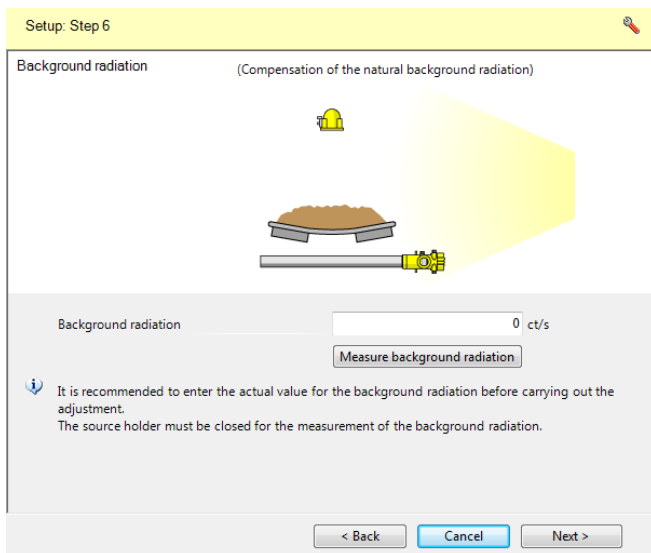 Setup: Step 6
Background radiation
(Compensation of the natural background radiation)
Background radiation
0 ct/s
Measure background radiation
It is recommended to enter the actual value for the background radiation before carrying out the
adjustment.
The source holder must be closed for the measurement of the background radiation.
< Back
Cancel
Next >